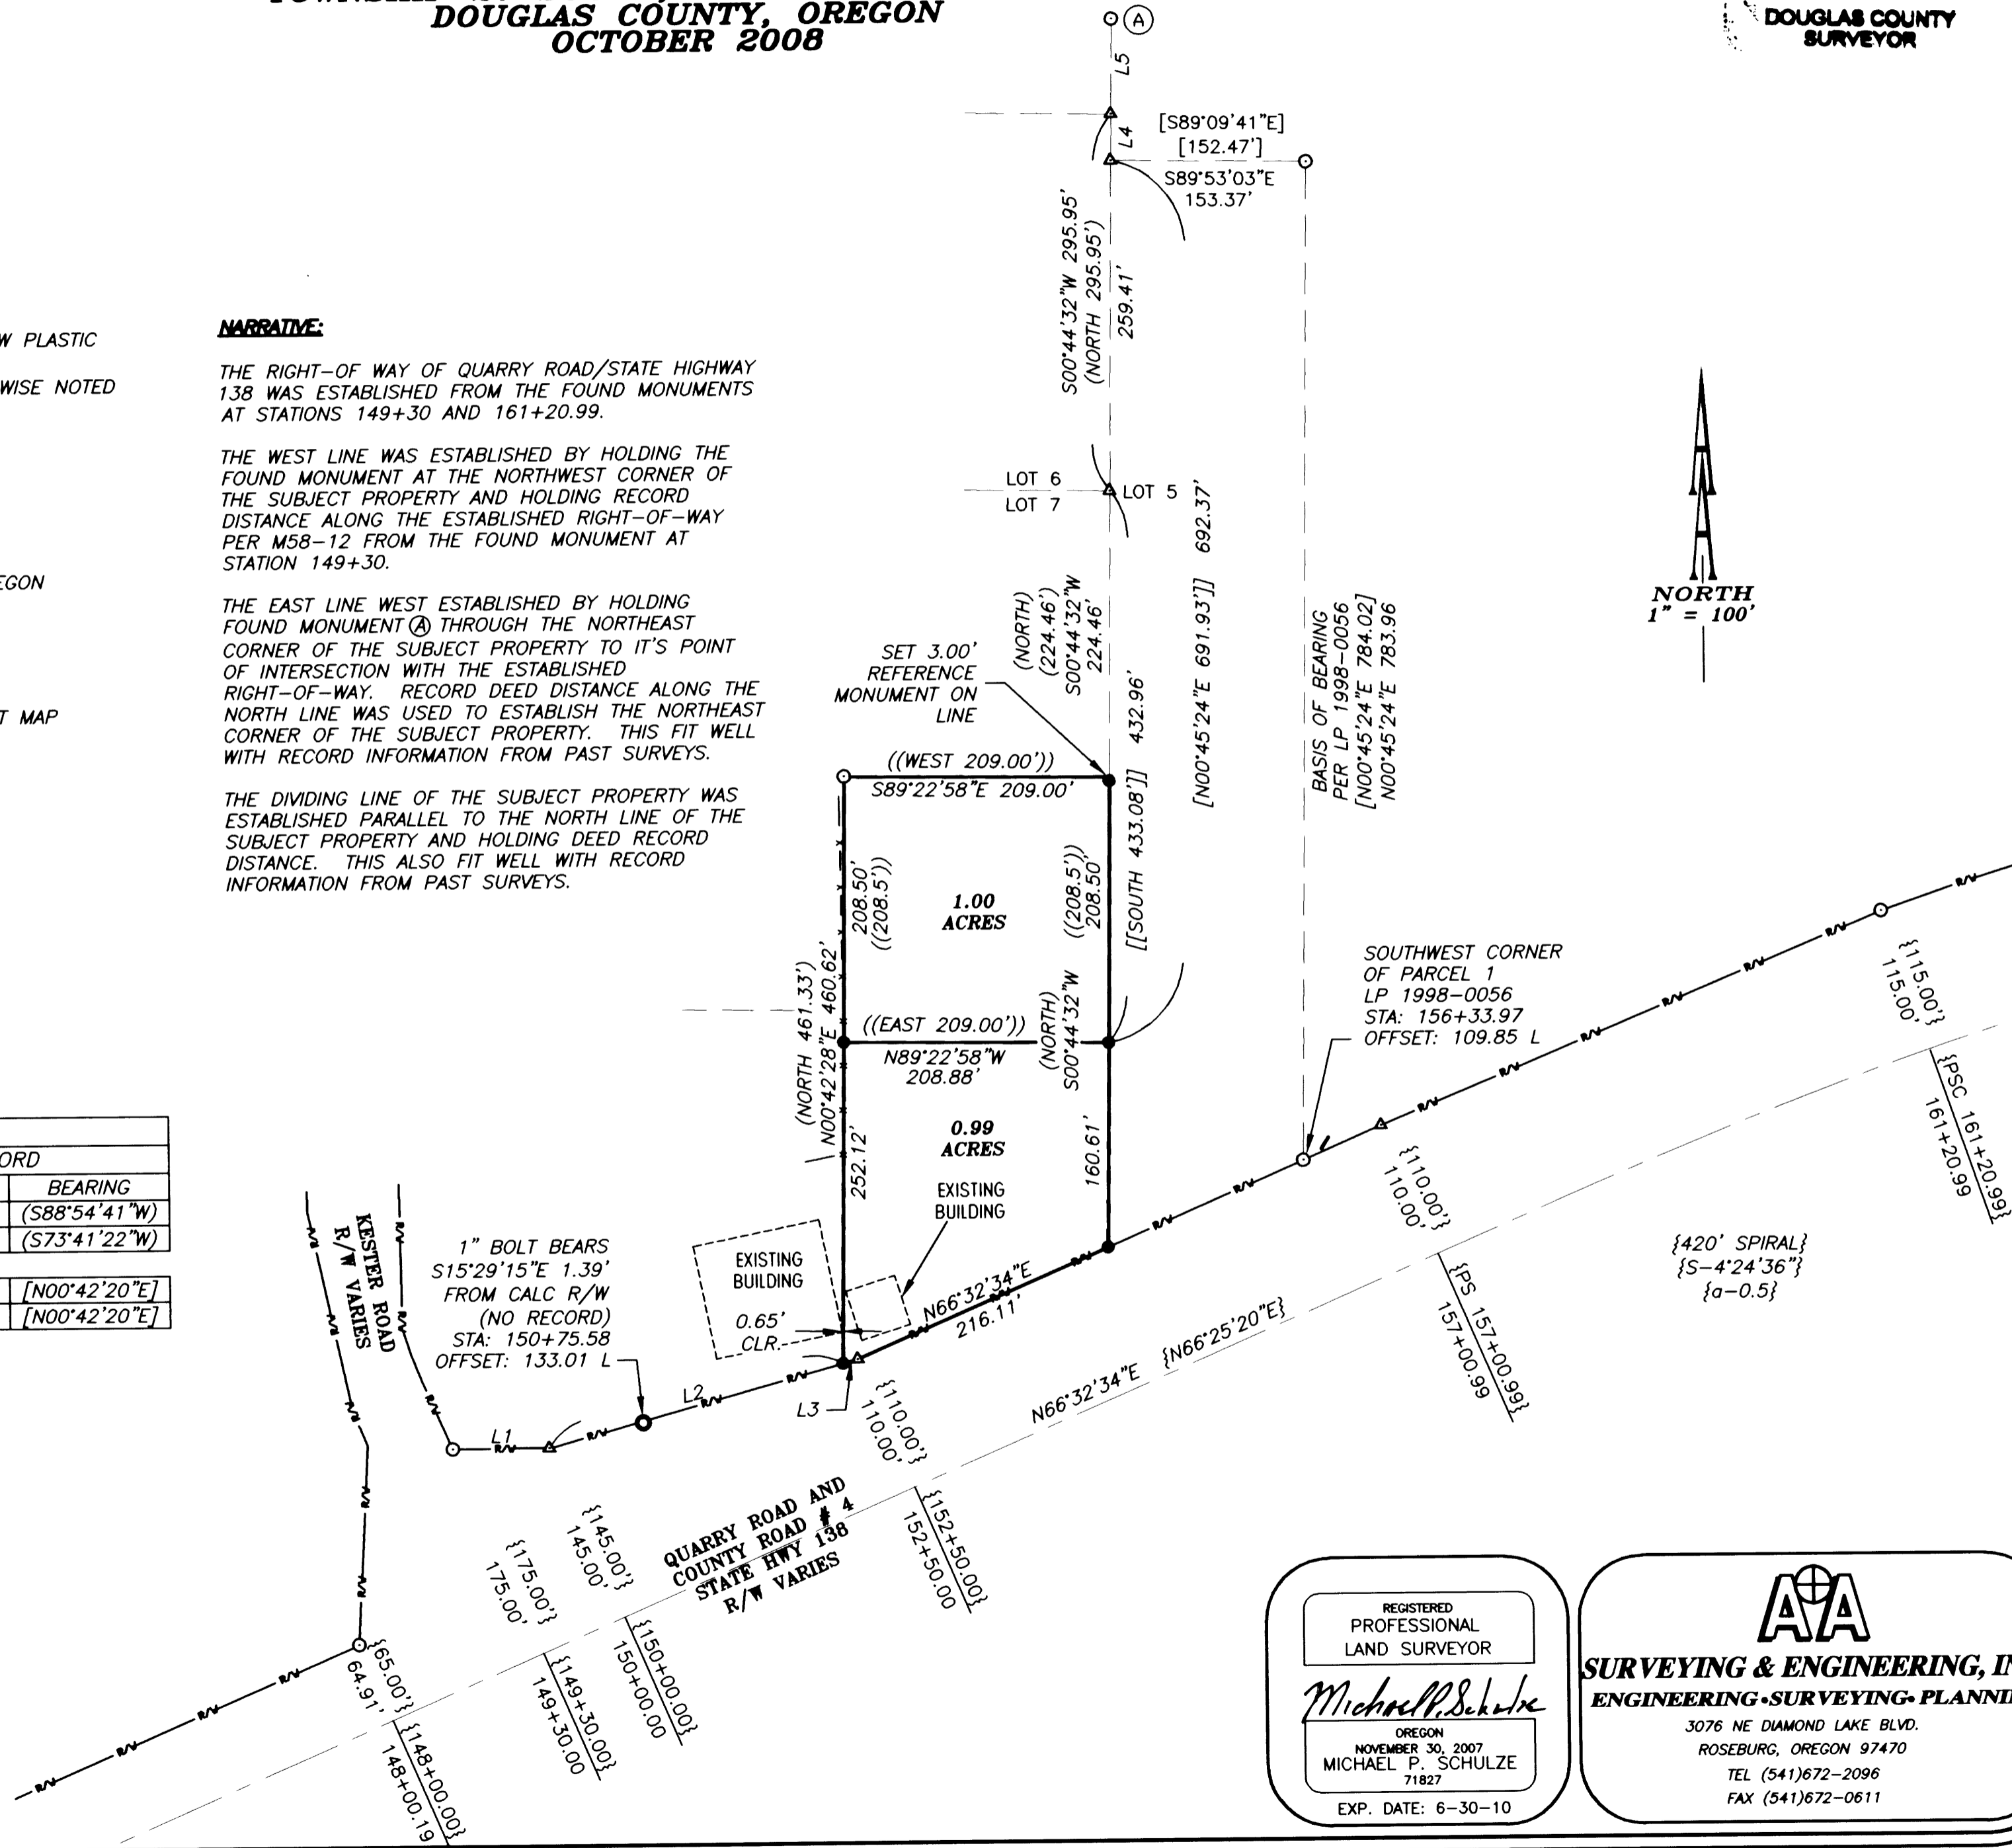 DOUGLAS COUNTY, OREGON
OCTOBER 2008
DOUGLAS COUNTY
SURVEYOR
A
L5
L4
[S89°09'41"E]
[152.47']
S89°53'03"E
153.37'
S00°44'32"W 295.95'
(NORTH 295.95')
259.41'
W PLASTIC
WISE NOTED
EGON
T MAP
NARRATIVE:
THE RIGHT-OF WAY OF QUARRY ROAD/STATE HIGHWAY
138 WAS ESTABLISHED FROM THE FOUND MONUMENTS
AT STATIONS 149+30 AND 161+20.99.
THE WEST LINE WAS ESTABLISHED BY HOLDING THE
FOUND MONUMENT AT THE NORTHWEST CORNER OF
THE SUBJECT PROPERTY AND HOLDING RECORD
DISTANCE ALONG THE ESTABLISHED RIGHT-OF-WAY
PER M58-12 FROM THE FOUND MONUMENT AT
STATION 149+30.
THE EAST LINE WEST ESTABLISHED BY HOLDING
FOUND MONUMENT A THROUGH THE NORTHEAST
CORNER OF THE SUBJECT PROPERTY TO IT'S POINT
OF INTERSECTION WITH THE ESTABLISHED
RIGHT-OF-WAY. RECORD DEED DISTANCE ALONG THE
NORTH LINE WAS USED TO ESTABLISH THE NORTHEAST
CORNER OF THE SUBJECT PROPERTY. THIS FIT WELL
WITH RECORD INFORMATION FROM PAST SURVEYS.
THE DIVIDING LINE OF THE SUBJECT PROPERTY WAS
ESTABLISHED PARALLEL TO THE NORTH LINE OF THE
SUBJECT PROPERTY AND HOLDING DEED RECORD
DISTANCE. THIS ALSO FIT WELL WITH RECORD
INFORMATION FROM PAST SURVEYS.
LOT 6
LOT 7
LOT 5
(NORTH)
(224.46')
S00°44'32"W
224.46'
[[SOUTH 433.08']] 432.96'
[N00°45'24"E 691.93']] 692.37'
BASIS OF BEARING
PER LP 1998-0056
[N00°45'24"E 784.02]
N00°45'24"E 783.96
NORTH
1" = 100'
SET 3.00'
REFERENCE
MONUMENT ON
LINE
((WEST 209.00'))
S89°22'58"E 209.00'
208.50'
((208.5'))
1.00
ACRES
((208.5'))
208.50'
(NORTH 461.33')
N00°42'28"E 460.62'
((EAST 209.00'))
N89°22'58"W
208.88'
(NORTH)
S00°44'32"W
252.12'
0.99
ACRES
160.61'
EXISTING
BUILDING
EXISTING
BUILDING
0.65'
CLR.
SOUTHWEST CORNER
OF PARCEL 1
LP 1998-0056
STA: 156+33.97
OFFSET: 109.85 L
ORD
BEARING
(S88°54'41"W)
(S73°41'22"W)
[N00°42'20"E]
[N00°42'20"E]
KESTER ROAD
R/W VARIES
1" BOLT BEARS
S15°29'15"E 1.39'
FROM CALC R/W
(NO RECORD)
STA: 150+75.58
OFFSET: 133.01 L
L1
L2
L3
N66°32'34"E
216.11'
N66°32'34"E {N66°25'20"E}
{115.00'}
115.00'
{PSC 161+20.99}
161+20.99
{110.00'}
110.00'
{PS 157+00.99}
157+00.99
{420' SPIRAL}
{S-4°24'36"}
{a-0.5}
{110.00'}
110.00'
{152+50.00}
152+50.00
QUARRY ROAD AND
COUNTY ROAD # 4
STATE HWY 138
R/W VARIES
{145.00'}
145.00'
{150+00.00}
150+00.00
{175.00'}
175.00'
{149+30.00}
149+30.00
{65.00'}
64.91'
{148+00.00}
148+00.19
REGISTERED
PROFESSIONAL
LAND SURVEYOR
Michael P. Schulze
OREGON
NOVEMBER 30, 2007
MICHAEL P. SCHULZE
71827
EXP. DATE: 6-30-10
AA
SURVEYING & ENGINEERING, IN
ENGINEERING•SURVEYING•PLANNI
3076 NE DIAMOND LAKE BLVD.
ROSEBURG, OREGON 97470
TEL (541)672-2096
FAX (541)672-0611